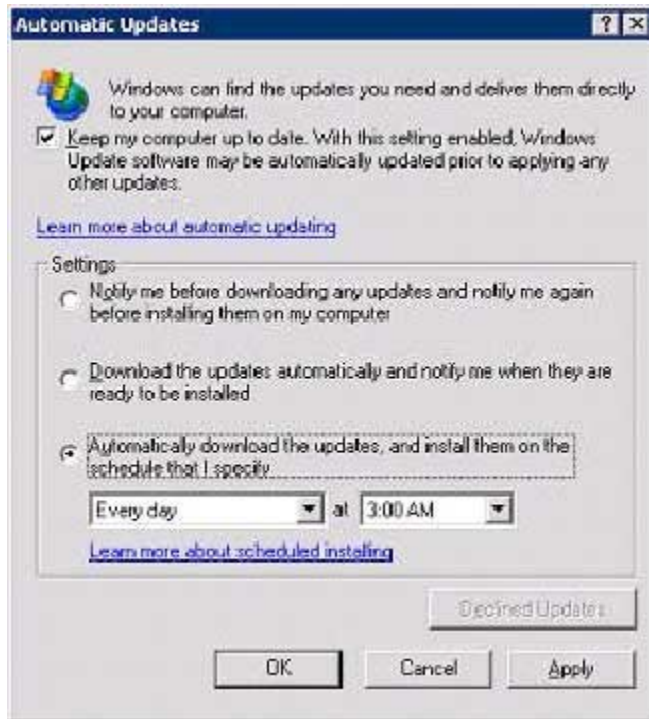 Automatic Updates
Windows can find the updates you need and deliver them directly
to your computer.
Keep my computer up to date. With this setting enabled, Windows
Update software may be automatically updated prior to applying any
other updates.
Learn more about automatic updating
Settings
Notify me before downloading any updates and notify me again
before installing them on my computer
Download the updates automatically and notify me when they are
ready to be installed
Automatically download the updates, and install them on the
schedule that I specify
Every day at 3:00 AM
Learn more about scheduled installing
Declined Updates
OK Cancel Apply